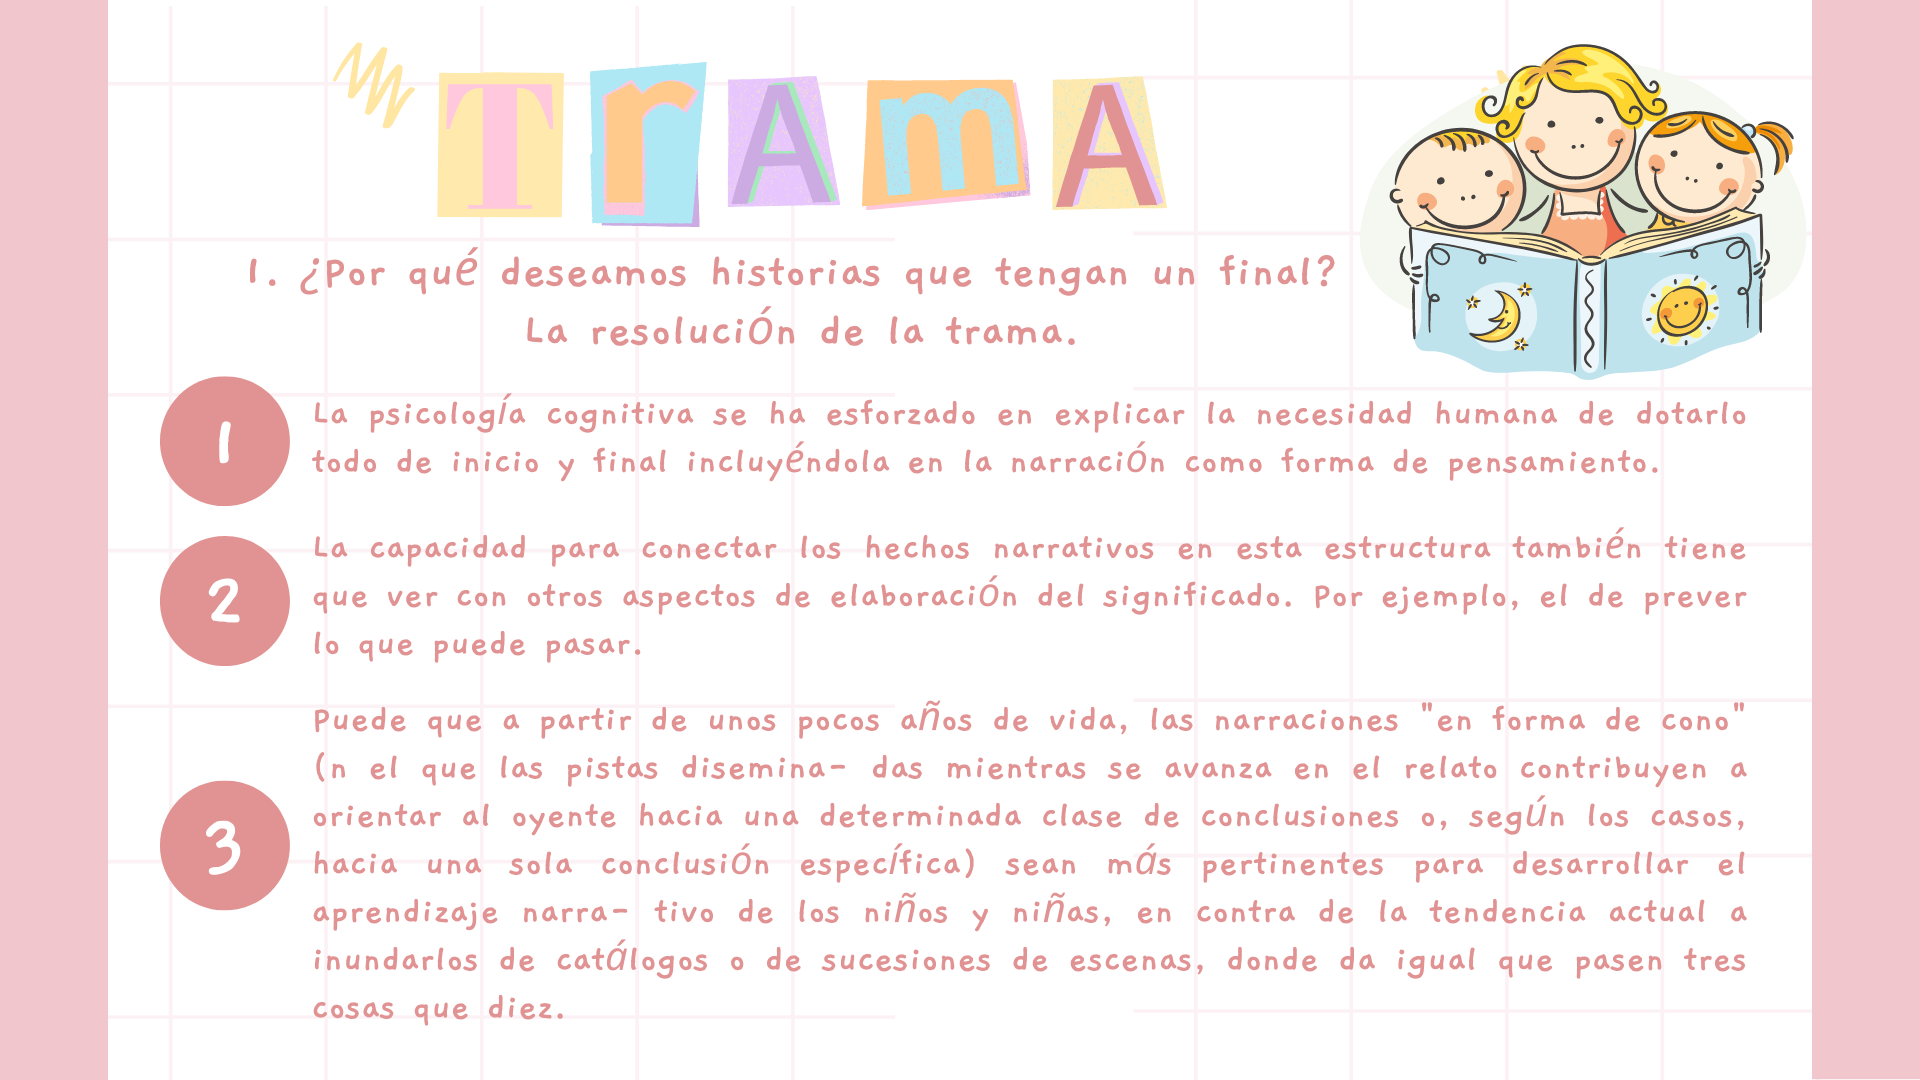 TrAmA
1. ¿Por qué deseamos historias que tengan un final?
La resolución de la trama.
1
La psicología cognitiva se ha esforzado en explicar la necesidad humana de dotarlo
todo de inicio y final incluyéndola en la narración como forma de pensamiento.
2
La capacidad para conectar los hechos narrativos en esta estructura también tiene
que ver con otros aspectos de elaboración del significado. Por ejemplo, el de prever
lo que puede pasar.
3
Puede que a partir de unos pocos años de vida, las narraciones "en forma de cono"
(n el que las pistas disemina- das mientras se avanza en el relato contribuyen a
orientar al oyente hacia una determinada clase de conclusiones o, según los casos,
hacia una sola conclusión específica) sean más pertinentes para desarrollar el
aprendizaje narra- tivo de los niños y niñas, en contra de la tendencia actual a
inundarlos de catálogos o de sucesiones de escenas, donde da igual que pasen tres
cosas que diez.